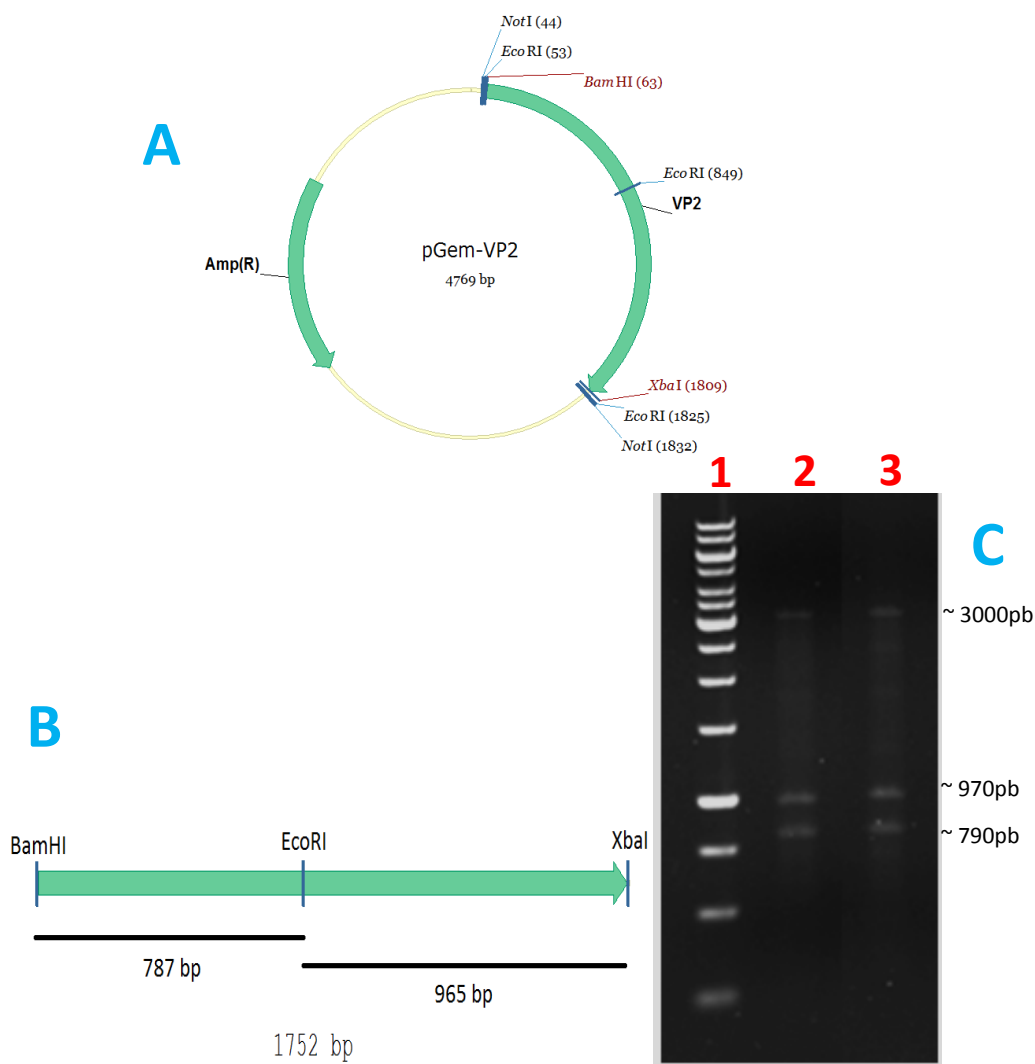 NotI (44)
EcoRI (53)
BamHI (63)
A
EcoRI (849)
VP2
pGem-VP2
4769 bp
Amp(R)
XbaI (1809)
EcoRI (1825)
NotI (1832)
1 2 3
C
~ 3000pb
~ 970pb
~ 790pb
B
BamHI EcoRI XbaI
787 bp
965 bp
1752 bp